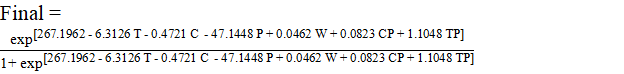 Final =
exp[267.1962 - 6.3126 T - 0.4721 C - 47.1448 P + 0.0462 W + 0.0823 CP + 1.1048 TP]
1+ exp[267.1962 - 6.3126 T - 0.4721 C - 47.1448 P + 0.0462 W + 0.0823 CP + 1.1048 TP]